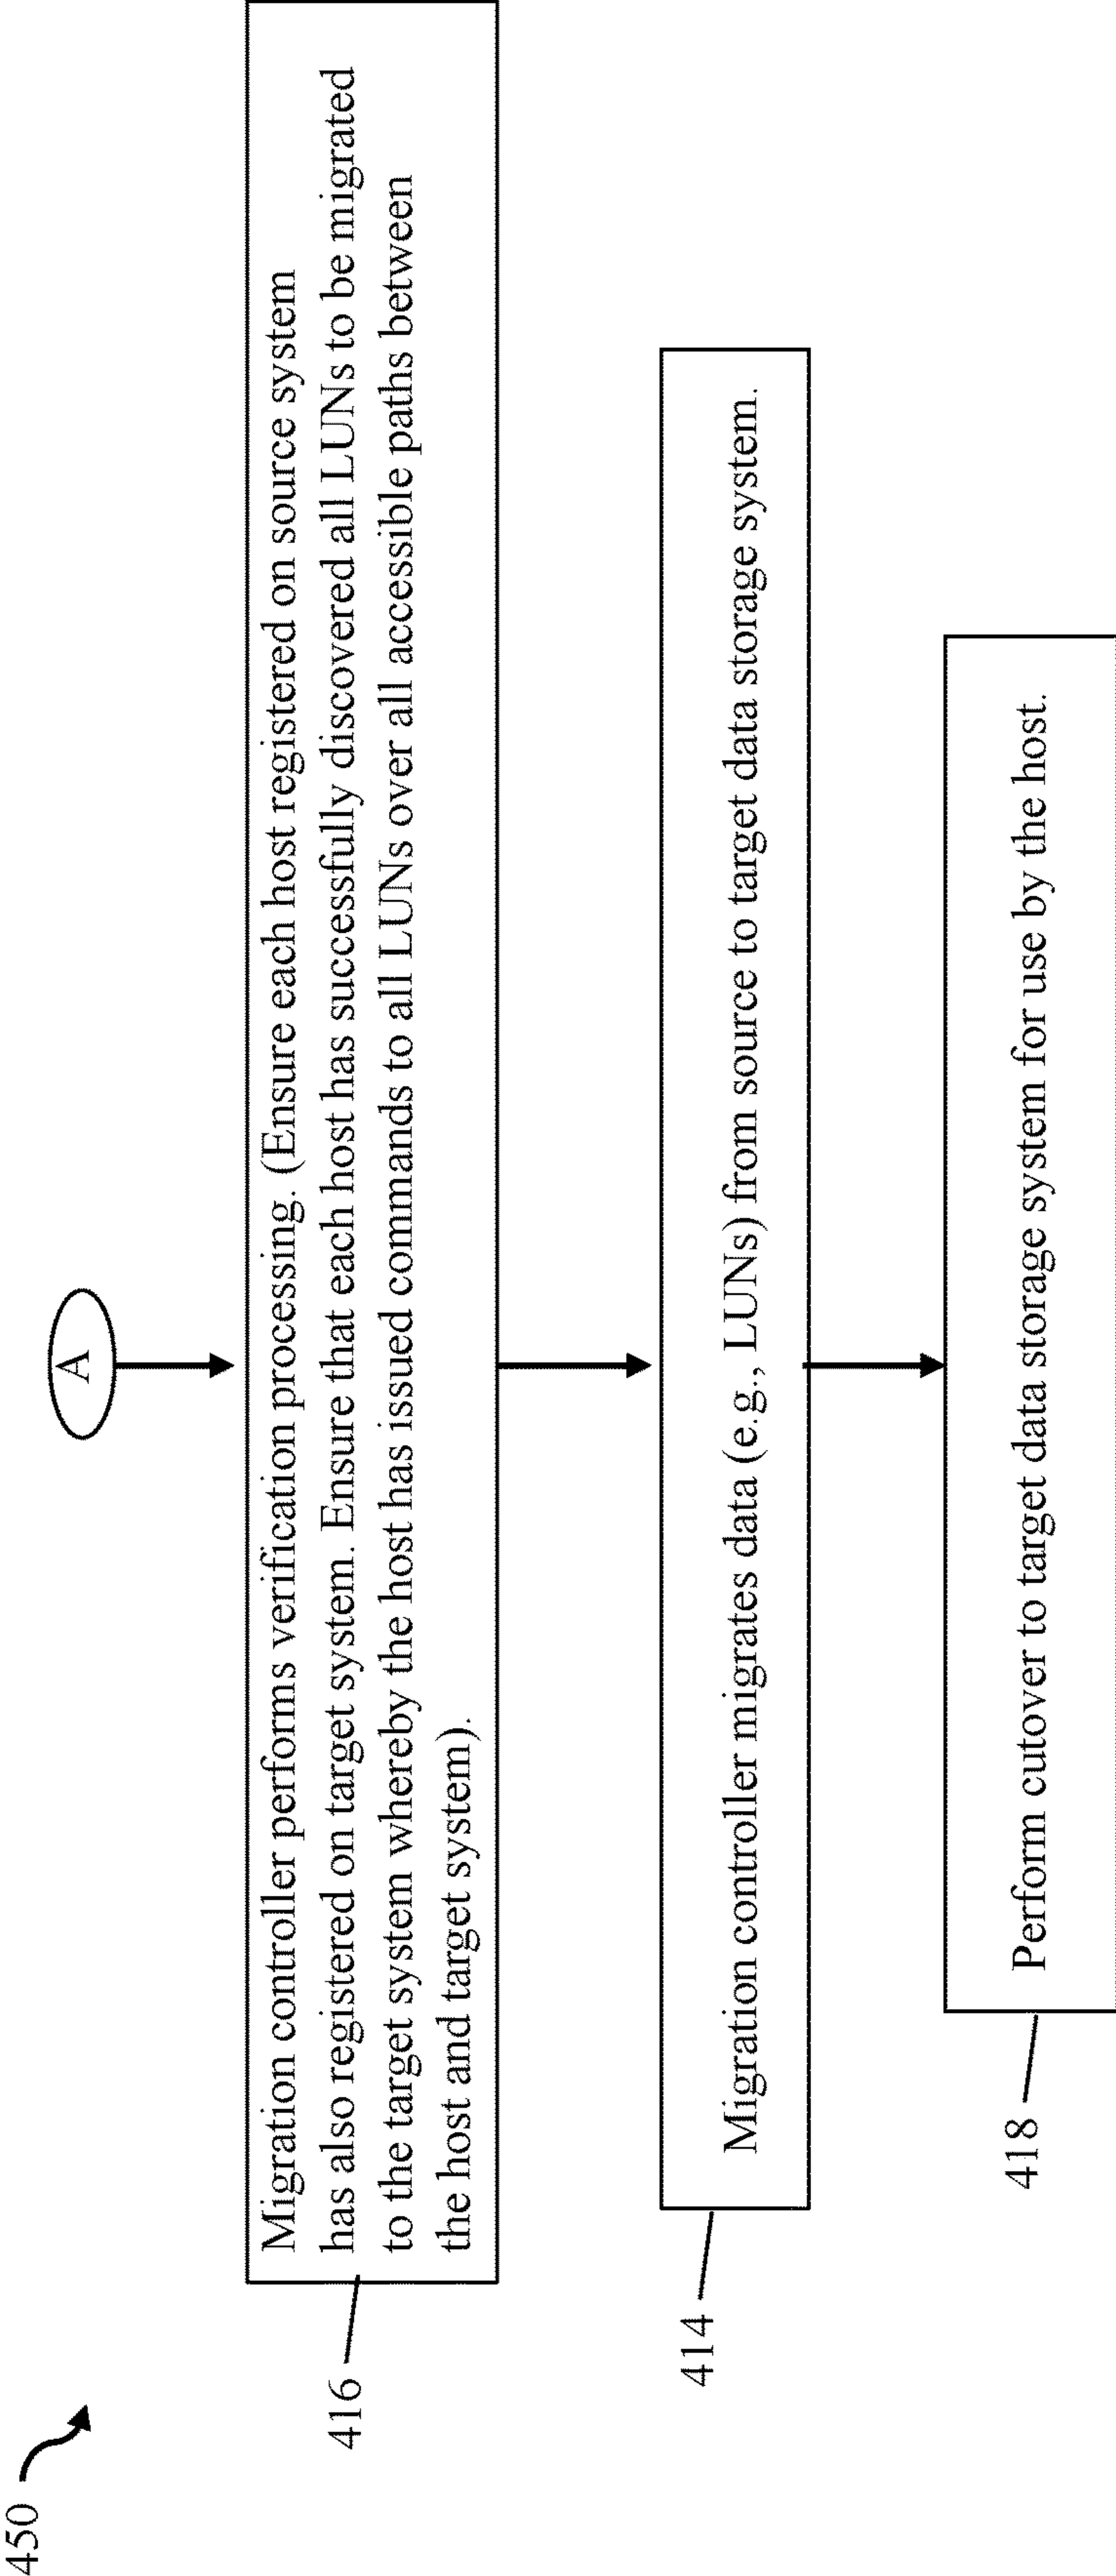 450
A
416
Migration controller performs verification processing. (Ensure each host registered on source system
has also registered on target system. Ensure that each host has successfully discovered all LUNs to be migrated
to the target system whereby the host has issued commands to all LUNs over all accessible paths between
the host and target system).
414
Migration controller migrates data (e.g., LUNs) from source to target data storage system.
418
Perform cutover to target data storage system for use by the host.